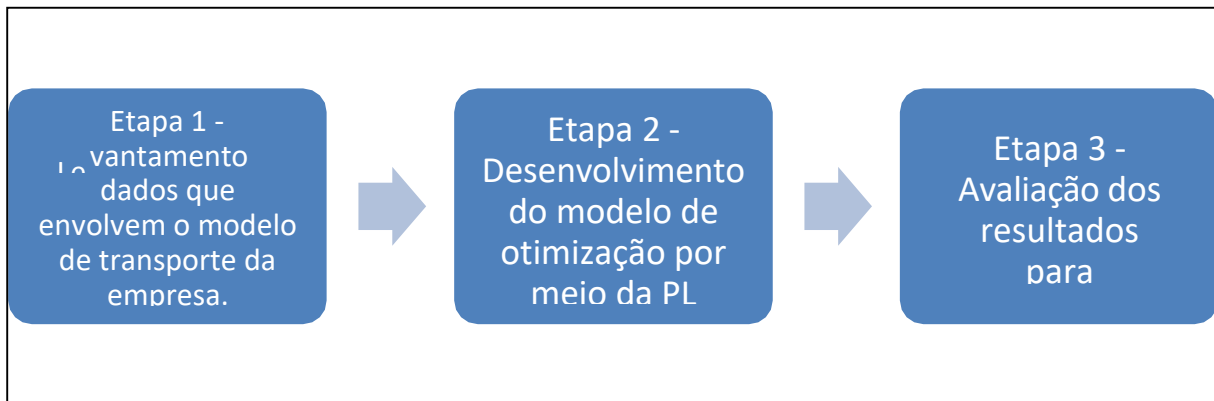 Etapa 1 -
vantamento
dados que
envolvem o modelo
de transporte da
empresa.
Etapa 2 -
Desenvolvimento
do modelo de
otimização por
meio da PL
Etapa 3 -
Avaliação dos
resultados
para